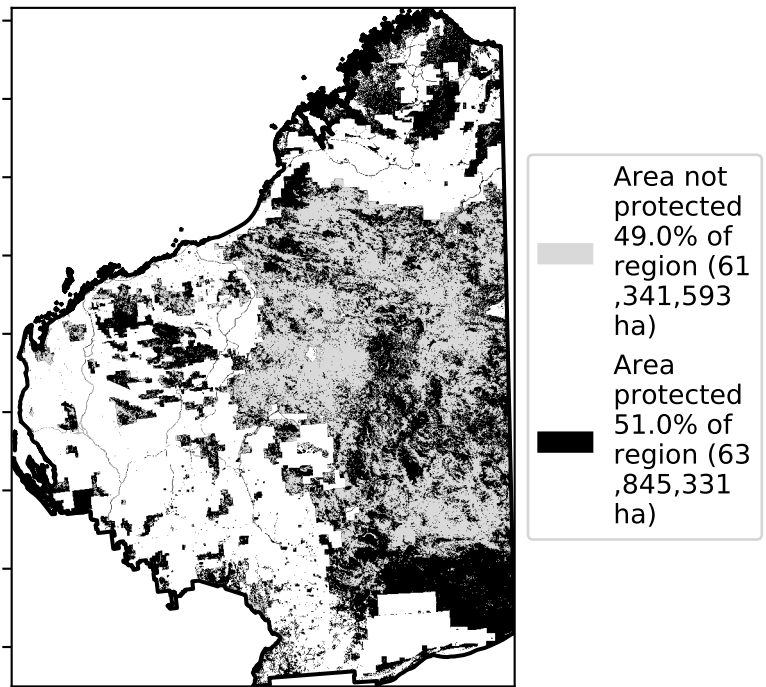 Area not
protected
49.0% of
region (61
,341,593
ha)
Area
protected
51.0% of
region (63
,845,331
ha)